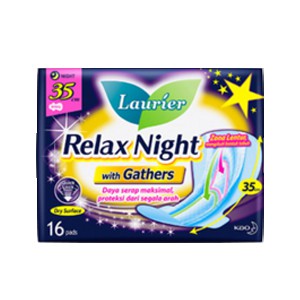 NIGHT
35 CM
Laurier
Relax Night
with Gathers
Daya serap maksimal,
proteksi dari segala arah
Zona Lentur
35 cm
Dry Surface
16 pads
KAO